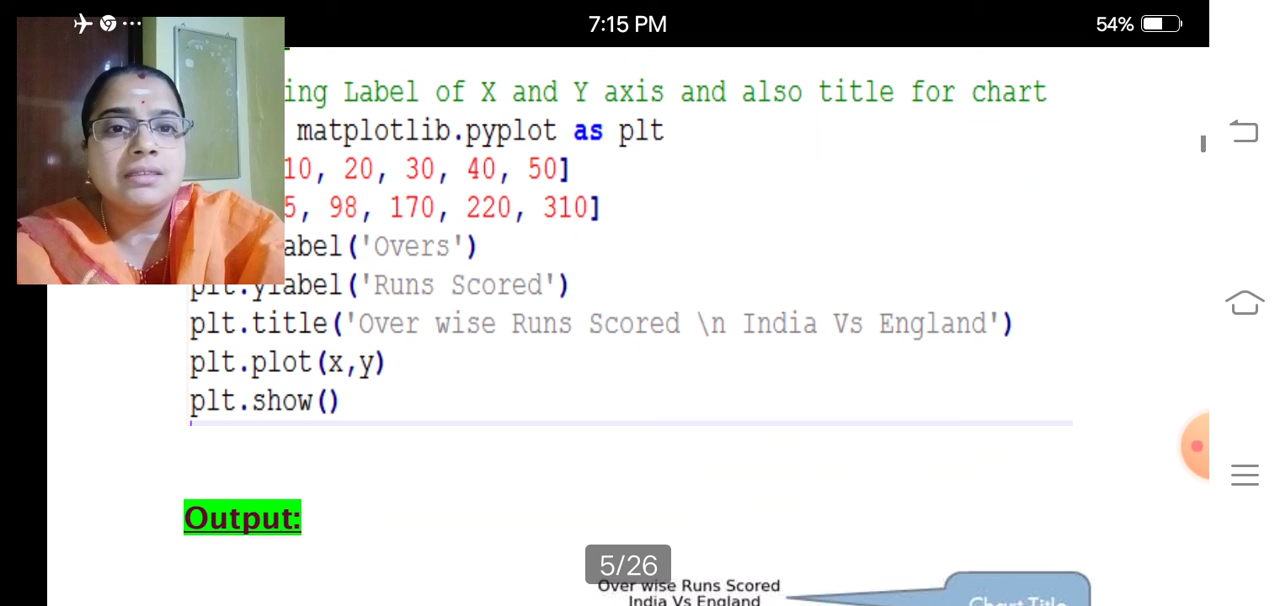 7:15 PM
54%
ing Label of X and Y axis and also title for chart
matplotlib.pyplot as plt
10, 20, 30, 40, 50]
5, 98, 170, 220, 310]
abel('Overs')
plt.ylabel('Runs Scored')
plt.title('Over wise Runs Scored \n India Vs England')
plt.plot(x,y)
plt.show()
Output:
5/26
Over wise Runs Scored
India Vs England
Chart Title